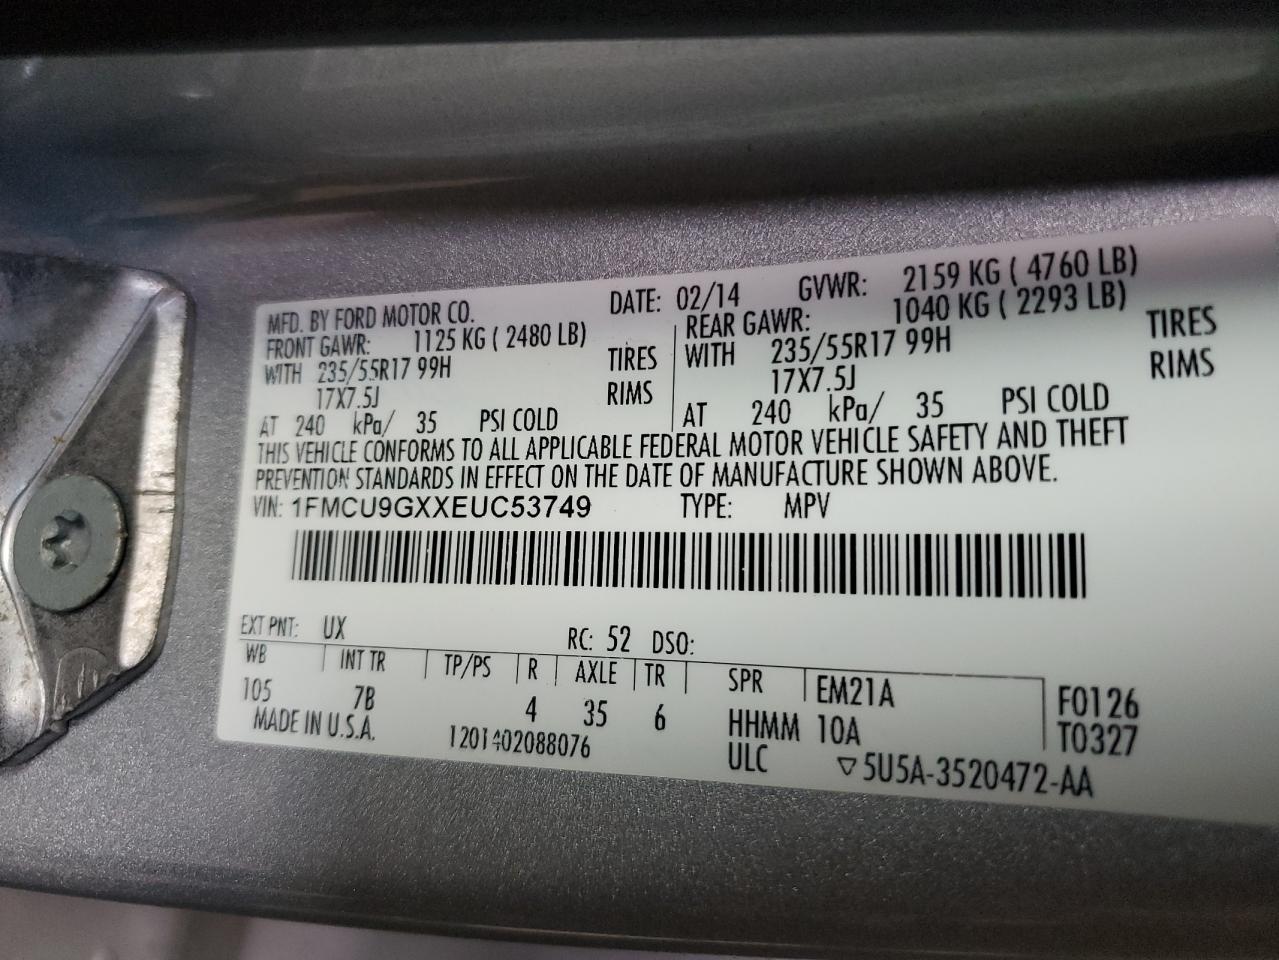 MFD. BY FORD MOTOR CO. DATE: 02/14 GVWR: 2159 KG ( 4760 LB)
FRONT GAWR: 1125 KG ( 2480 LB) REAR GAWR: 1040 KG ( 2293 LB)
WITH 235/55R17 99H TIRES WITH 235/55R17 99H TIRES
17X7.5J RIMS 17X7.5J RIMS
AT 240 kPa/ 35 PSI COLD AT 240 kPa/ 35 PSI COLD
THIS VEHICLE CONFORMS TO ALL APPLICABLE FEDERAL MOTOR VEHICLE SAFETY AND THEFT
PREVENTION STANDARDS IN EFFECT ON THE DATE OF MANUFACTURE SHOWN ABOVE.
VIN: 1FMCU9GXXEUC53749 TYPE: MPV
EXT PNT: UX RC: 52 DSO:
WB INT TR TP/PS R AXLE TR SPR EM21A F0126
105 7B 4 35 6 HHMM 10A T0327
MADE IN U.S.A. 1201402088076 ULC ▽5U5A-3520472-AA